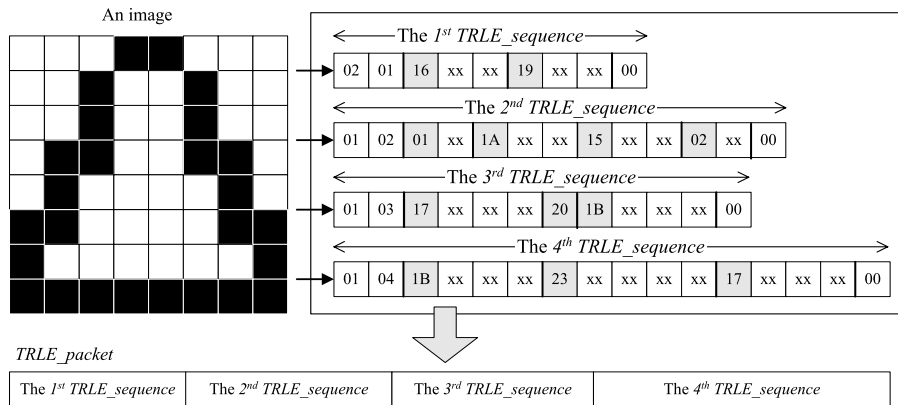 An image
The 1st TRLE_sequence
02 01 16 xx xx 19 xx xx 00
The 2nd TRLE_sequence
01 02 01 xx 1A xx xx 15 xx xx 02 xx 00
The 3rd TRLE_sequence
01 03 17 xx xx xx 20 1B xx xx xx 00
The 4th TRLE_sequence
01 04 1B xx xx xx 23 xx xx xx xx 17 xx xx xx 00
TRLE_packet
The 1st TRLE_sequence The 2nd TRLE_sequence The 3rd TRLE_sequence The 4th TRLE_sequence